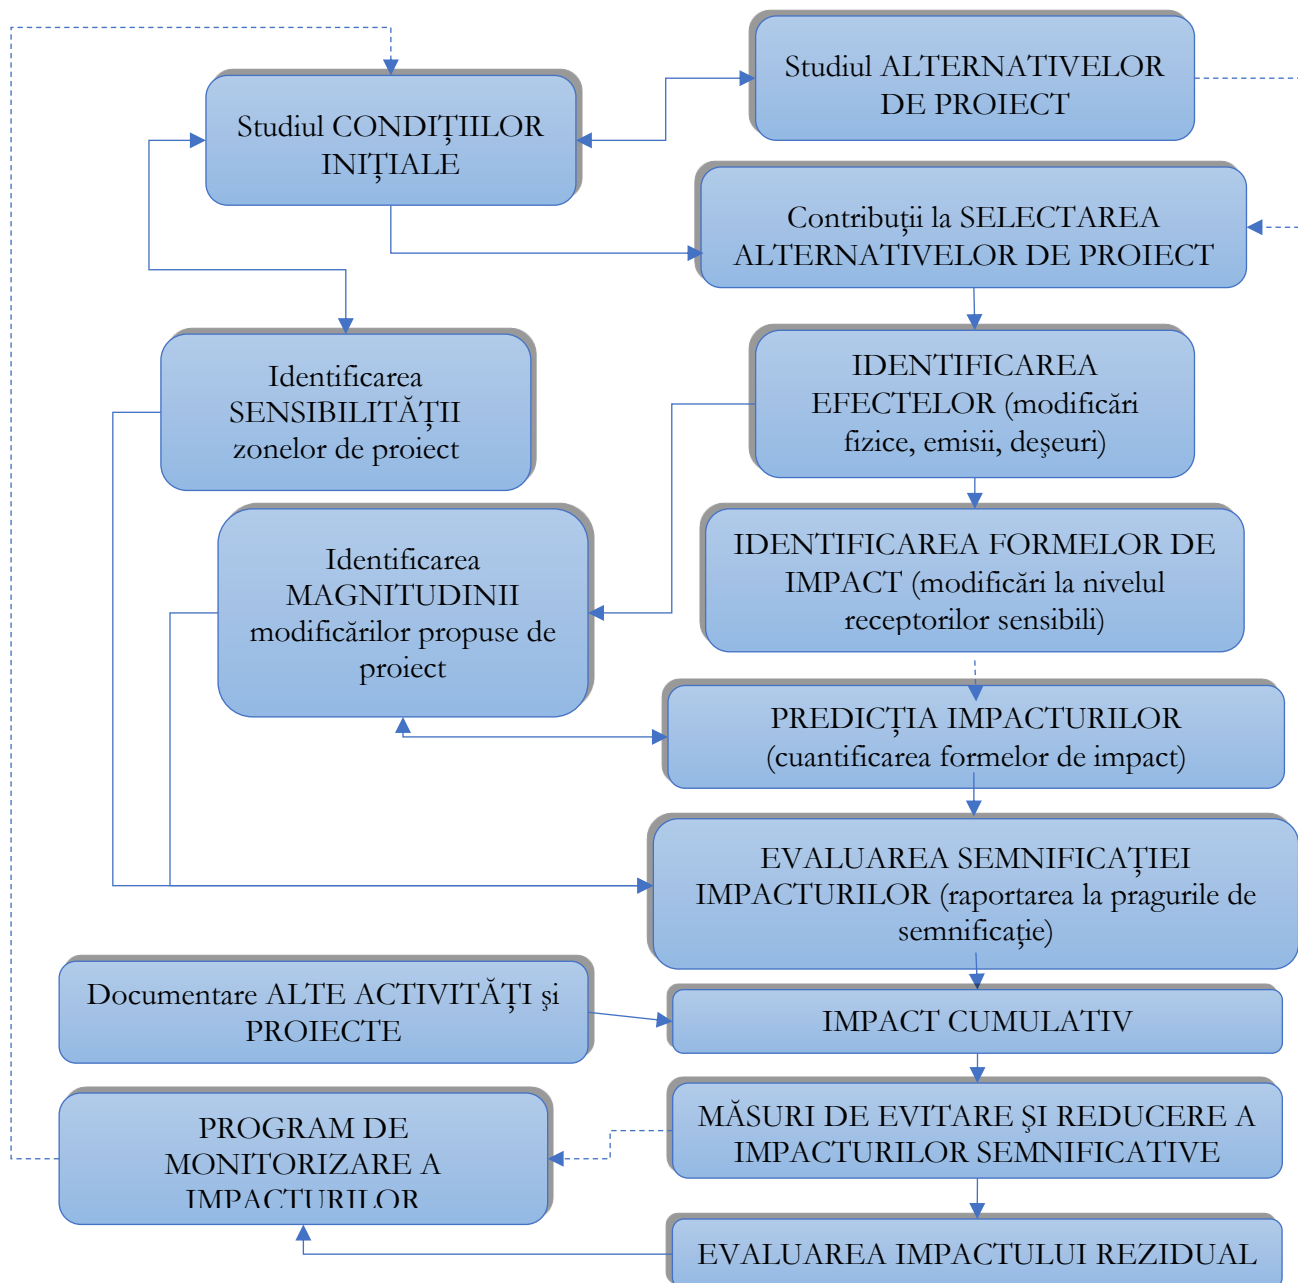 Studiul ALTERNATIVELOR
DE PROIECT
Studiul CONDIȚIILOR
INIȚIALE
Contribuții la SELECTAREA
ALTERNATIVELOR DE PROIECT
Identificarea
SENSIBILITĂȚII
zonelor de proiect
IDENTIFICAREA
EFECTELOR (modificări
fizice, emisii, deşeuri)
Identificarea
MAGNITUDINII
modificărilor propuse de
proiect
IDENTIFICAREA FORMELOR DE
IMPACT (modificări la nivelul
receptorilor sensibili)
PREDICȚIA IMPACTURILOR
(cuantificarea formelor de impact)
EVALUAREA SEMNIFICAȚIEI
IMPACTURILOR (raportarea la pragurile de
semnificație)
Documentare ALTE ACTIVITĂȚI şi
PROIECTE
IMPACT CUMULATIV
PROGRAM DE
MONITORIZARE A
IMPACTURILOR
MĂSURI DE EVITARE ŞI REDUCERE A
IMPACTURILOR SEMNIFICATIVE
EVALUAREA IMPACTULUI REZIDUAL